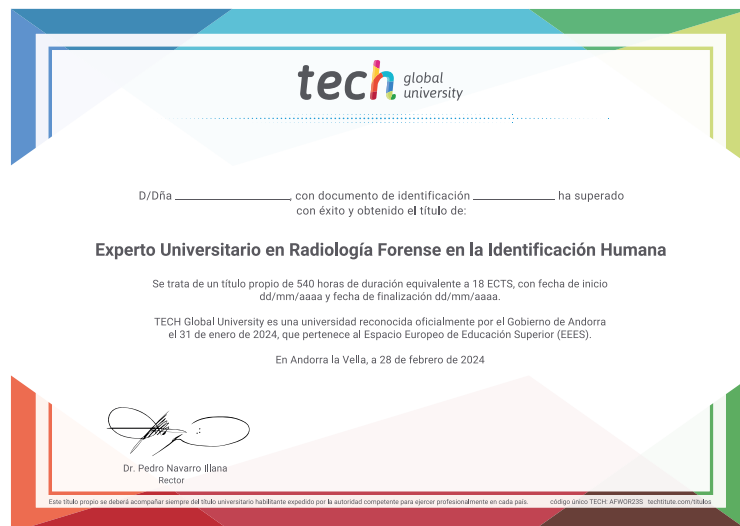 tech global
university
D/Dña ____________________, con documento de identificación ______________ ha superado
con éxito y obtenido el título de:
Experto Universitario en Radiología Forense en la Identificación Humana
Se trata de un título propio de 540 horas de duración equivalente a 18 ECTS, con fecha de inicio
dd/mm/aaaa y fecha de finalización dd/mm/aaaa.
TECH Global University es una universidad reconocida oficialmente por el Gobierno de Andorra
el 31 de enero de 2024, que pertenece al Espacio Europeo de Educación Superior (EEES).
En Andorra la Vella, a 28 de febrero de 2024
Dr. Pedro Navarro Illana
Rector
Este título propio se deberá acompañar siempre del título universitario habilitante expedido por la autoridad competente para ejercer profesionalmente en cada país. código único TECH: AFWOR23S techtitute.com/titulos